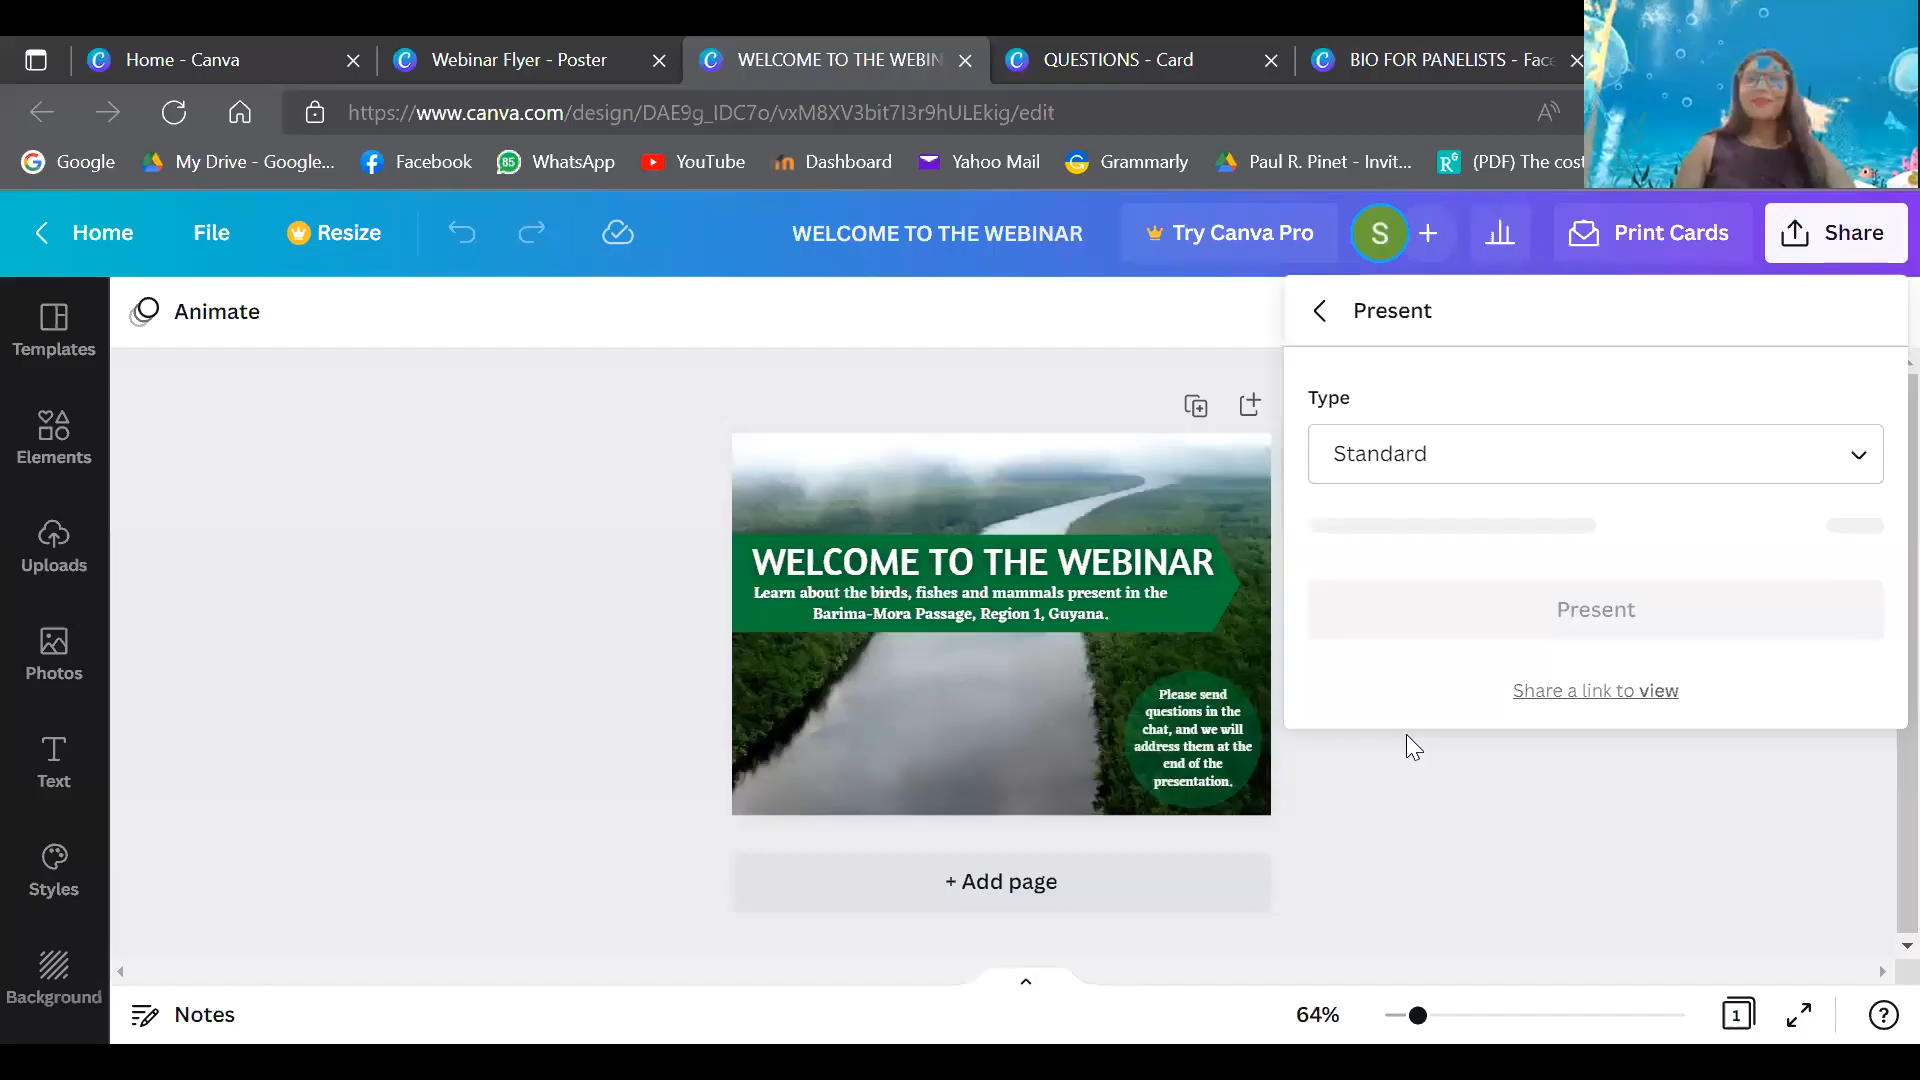 Home - Canva
Webinar Flyer - Poster
WELCOME TO THE WEBIN
QUESTIONS - Card
BIO FOR PANELISTS - Face
https://www.canva.com/design/DAE9g_IDC7o/vxM8XV3bit7I3r9hULEkig/edit
Google
My Drive - Google...
Facebook
85
WhatsApp
YouTube
Dashboard
Yahoo Mail
Grammarly
Paul R. Pinet - Invit...
(PDF) The cost
Home
File
Resize
WELCOME TO THE WEBINAR
Try Canva Pro
S
+
Print Cards
Share
Templates
Elements
Uploads
Photos
Text
Styles
Background
Animate
Present
Type
Standard
Present
Share a link to view
WELCOME TO THE WEBINAR
Learn about the birds, fishes and mammals present in the
Barima-Mora Passage, Region 1, Guyana.
Please send
questions in the
chat, and we will
address them at the
end of the
presentation.
+ Add page
Notes
64%
1
?